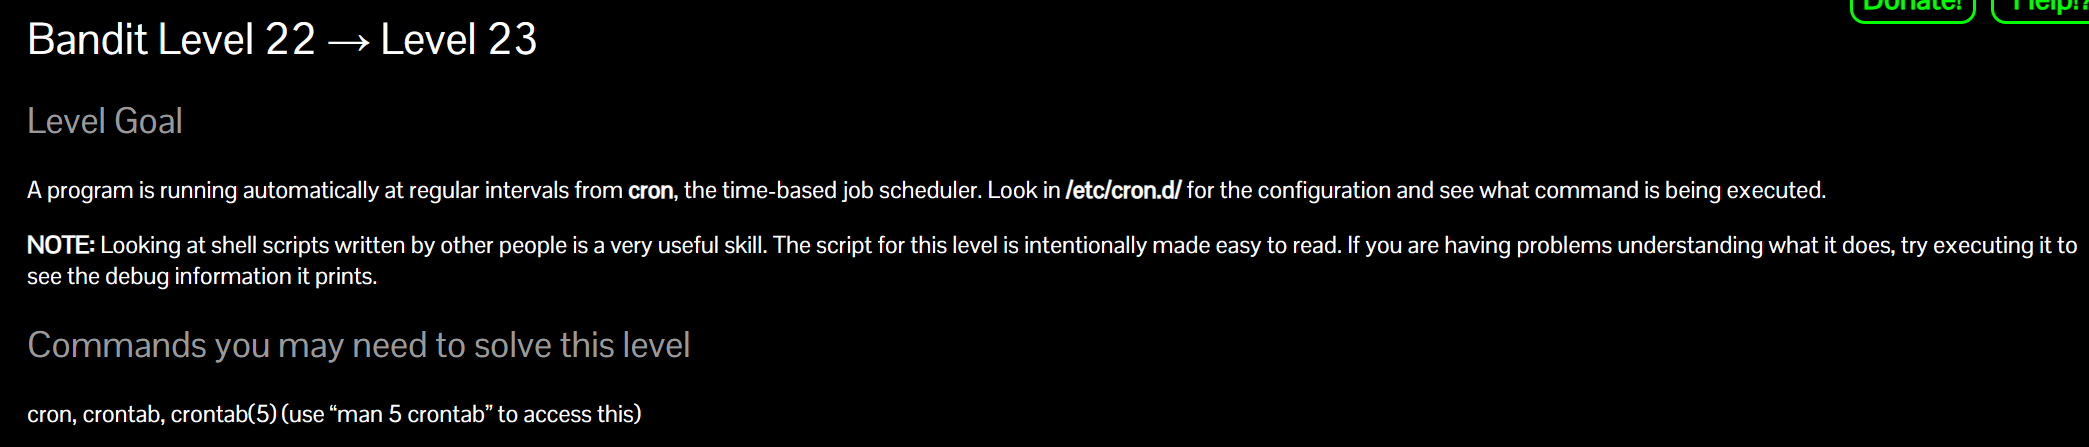 Donate!
Help!?
Bandit Level 22 → Level 23
Level Goal
A program is running automatically at regular intervals from cron, the time-based job scheduler. Look in /etc/cron.d/ for the configuration and see what command is being executed.
NOTE: Looking at shell scripts written by other people is a very useful skill. The script for this level is intentionally made easy to read. If you are having problems understanding what it does, try executing it to
see the debug information it prints.
Commands you may need to solve this level
cron, crontab, crontab(5) (use “man 5 crontab” to access this)